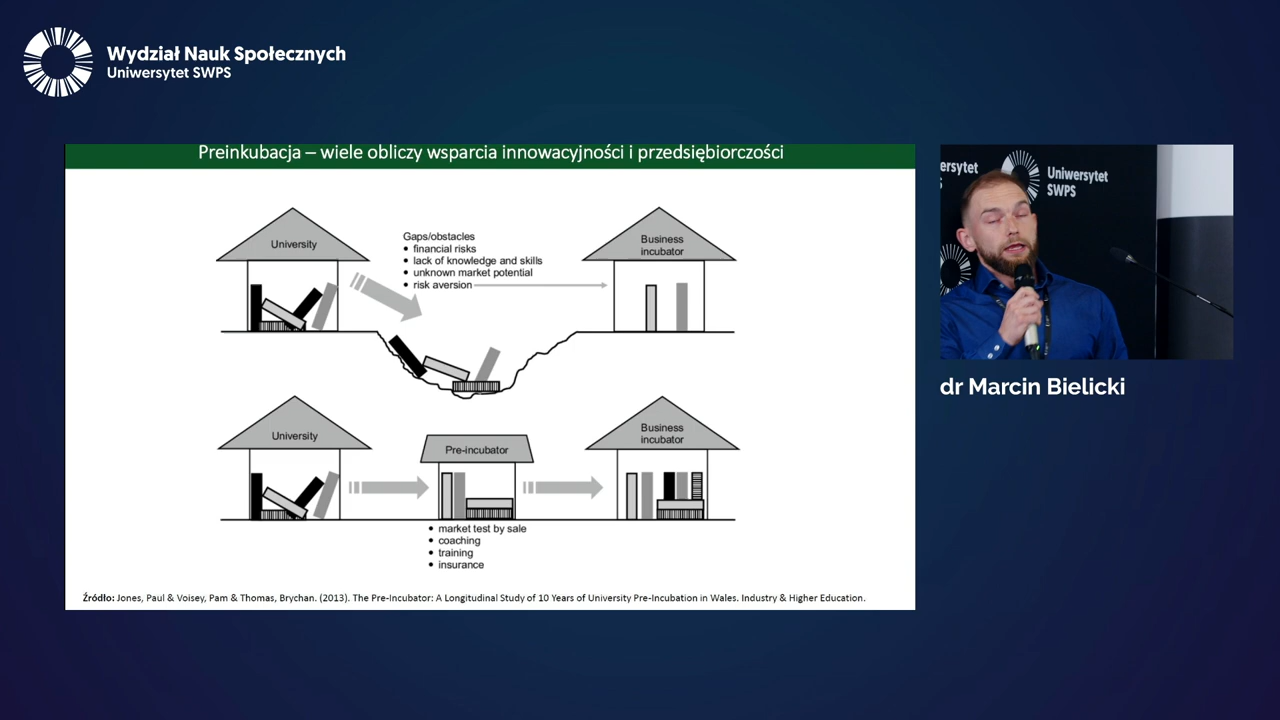 Wydział Nauk Społecznych
Uniwersytet SWPS
Preinkubacja – wiele obliczy wsparcia innowacyjności i przedsiębiorczości
University
Gaps/obstacles
• financial risks
• lack of knowledge and skills
• unknown market potential
• risk aversion
Business
incubator
University
Pre-incubator
Business
incubator
• market test by sale
• coaching
• training
• insurance
Źródło: Jones, Paul & Voisey, Pam & Thomas, Brychan. (2013). The Pre-Incubator: A Longitudinal Study of 10 Years of University Pre-Incubation in Wales. Industry & Higher Education.
Uniwersytet
SWPS
dr Marcin Bielicki